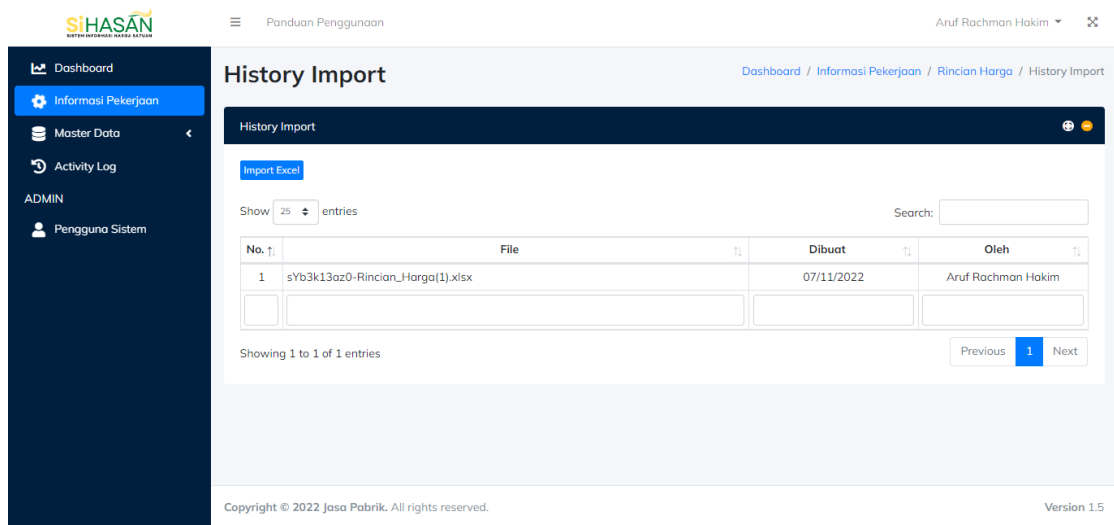 SiHASAN
SISTEM INFORMASI HARGA SATUAN
Panduan Penggunaan
Aruf Rachman Hakim
Dashboard
Informasi Pekerjaan
Master Data
Activity Log
ADMIN
Pengguna Sistem
History Import
Dashboard / Informasi Pekerjaan / Rincian Harga / History Import
History Import
Import Excel
Show 25 entries
Search:
No. File Dibuat Oleh
1 sYb3k13az0-Rincian_Harga(1).xlsx 07/11/2022 Aruf Rachman Hakim
Showing 1 to 1 of 1 entries
Previous 1 Next
Copyright © 2022 Jasa Pabrik. All rights reserved.
Version 1.5